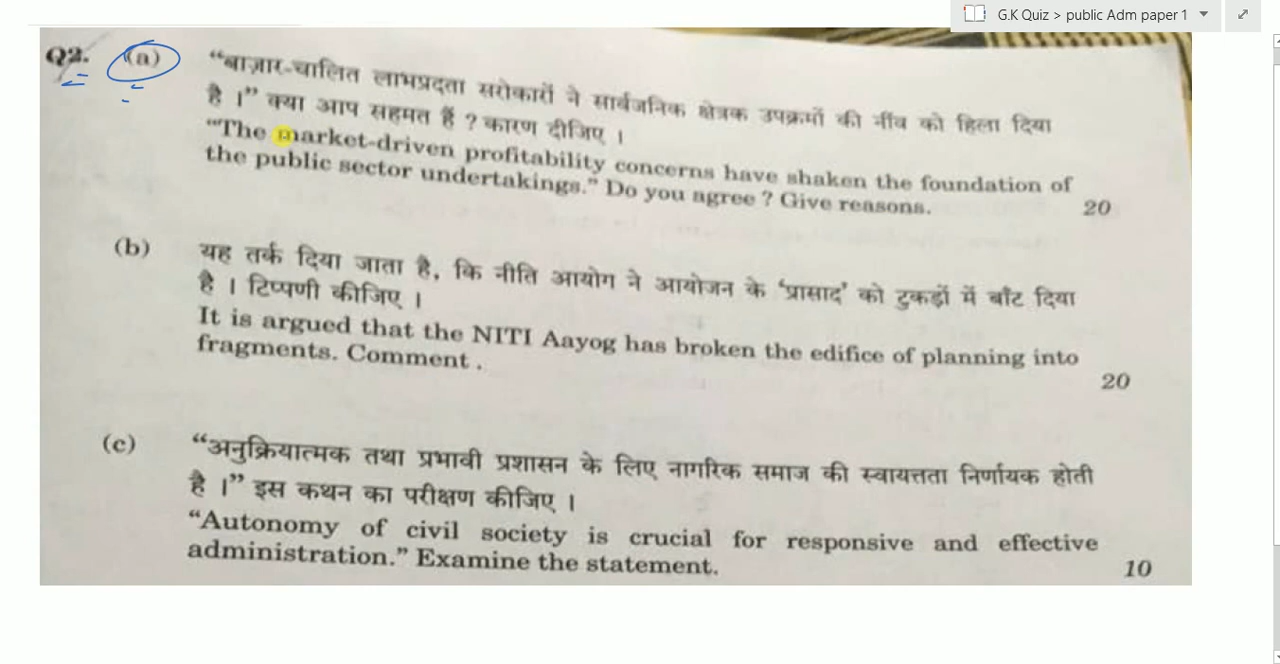 G.K Quiz > public Adm paper 1
Q2. (a) “बाज़ार-चालित लाभप्रदता सरोकारों ने सार्वजनिक क्षेत्रक उपक्रमों की नींव को हिला दिया
है ।” क्या आप सहमत हैं ? कारण दीजिए ।
“The market-driven profitability concerns have shaken the foundation of
the public sector undertakings.” Do you agree ? Give reasons. 20
(b) यह तर्क दिया जाता है, कि नीति आयोग ने आयोजन के ‘प्रासाद’ को टुकड़ों में बाँट दिया
है । टिप्पणी कीजिए ।
It is argued that the NITI Aayog has broken the edifice of planning into
fragments. Comment . 20
(c) “अनुक्रियात्मक तथा प्रभावी प्रशासन के लिए नागरिक समाज की स्वायत्तता निर्णायक होती
है ।” इस कथन का परीक्षण कीजिए ।
“Autonomy of civil society is crucial for responsive and effective
administration.” Examine the statement. 10